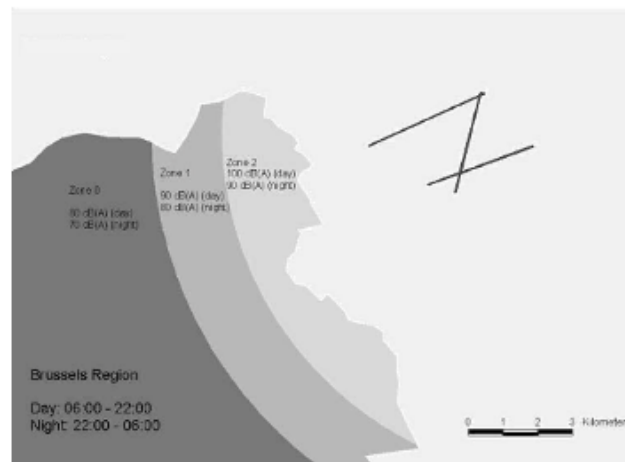 Zone 0
80 dB(A) (day)
70 dB(A) (night)
Zone 1
90 dB(A) (day)
80 dB(A) (night)
Zone 2
100 dB(A) (day)
90 dB(A) (night)
Brussels Region
Day: 06:00 - 22:00
Night: 22:00 - 06:00
0 1 2 3 Kilometer